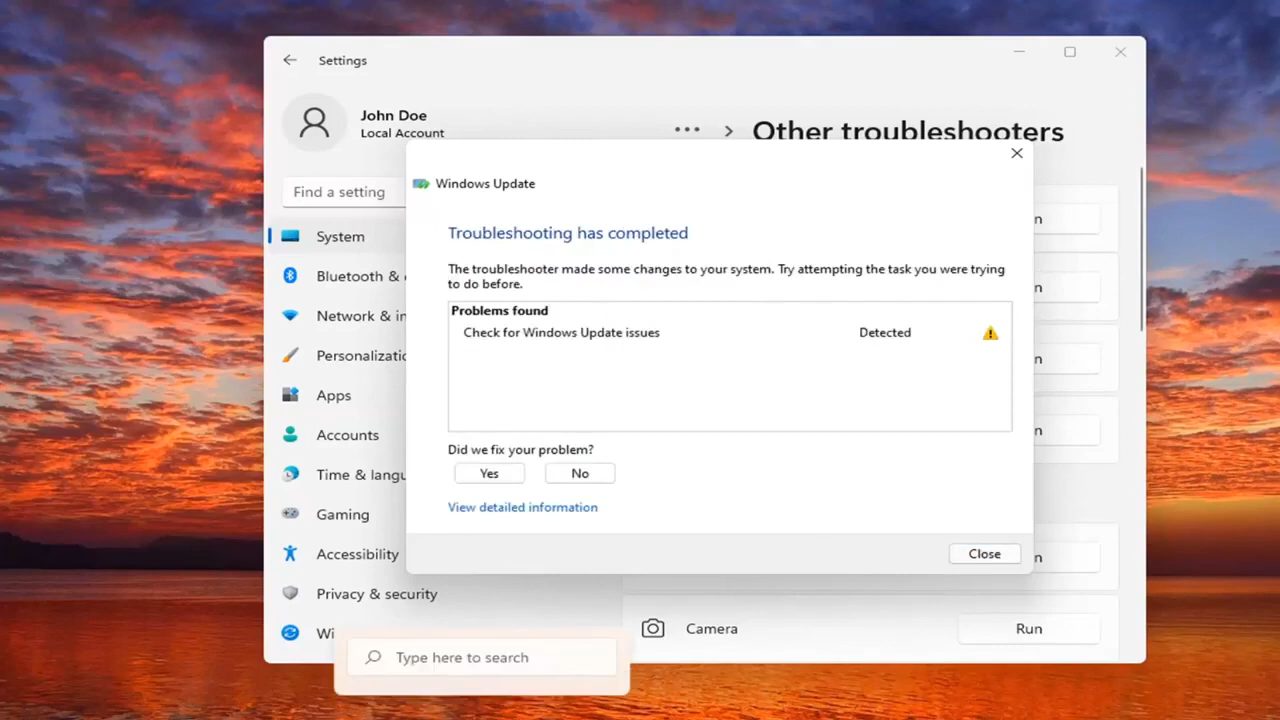 Settings
John Doe
Local Account
Other troubleshooters
Find a setting
System
Bluetooth &
Network & in
Personalizatio
Apps
Accounts
Time & langu
Gaming
Accessibility
Privacy & security
Wi
Windows Update
Troubleshooting has completed
The troubleshooter made some changes to your system. Try attempting the task you were trying
to do before.
Problems found
Check for Windows Update issues Detected
Did we fix your problem?
Yes No
View detailed information
Close
n
n
n
n
n
Camera Run
Type here to search